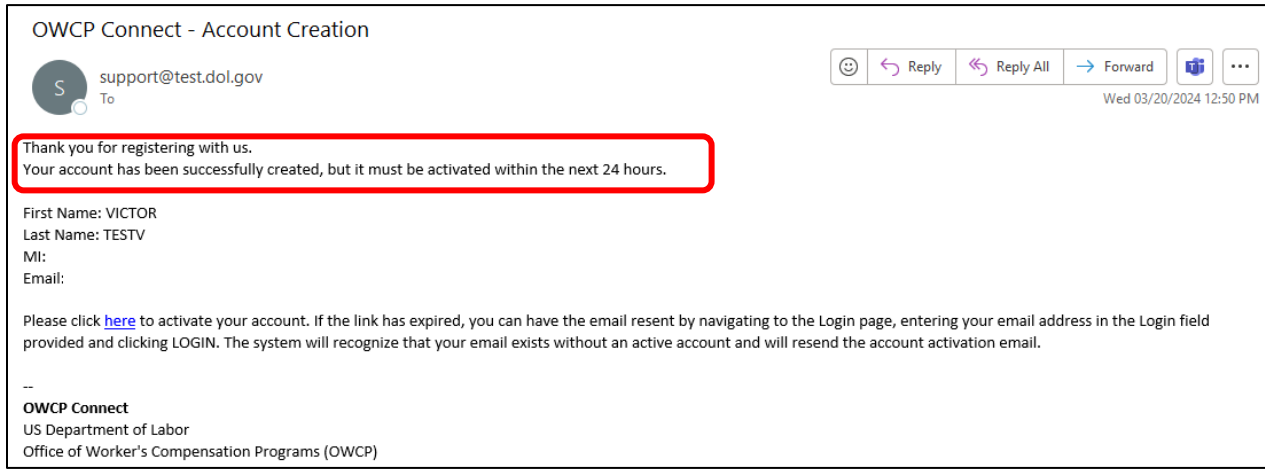 OWCP Connect - Account Creation
S
support@test.dol.gov
To
Reply
Reply All
Forward
Wed 03/20/2024 12:50 PM
Thank you for registering with us.
Your account has been successfully created, but it must be activated within the next 24 hours.
First Name: VICTOR
Last Name: TESTV
MI:
Email:
Please click here to activate your account. If the link has expired, you can have the email resent by navigating to the Login page, entering your email address in the Login field
provided and clicking LOGIN. The system will recognize that your email exists without an active account and will resend the account activation email.
--
OWCP Connect
US Department of Labor
Office of Worker's Compensation Programs (OWCP)